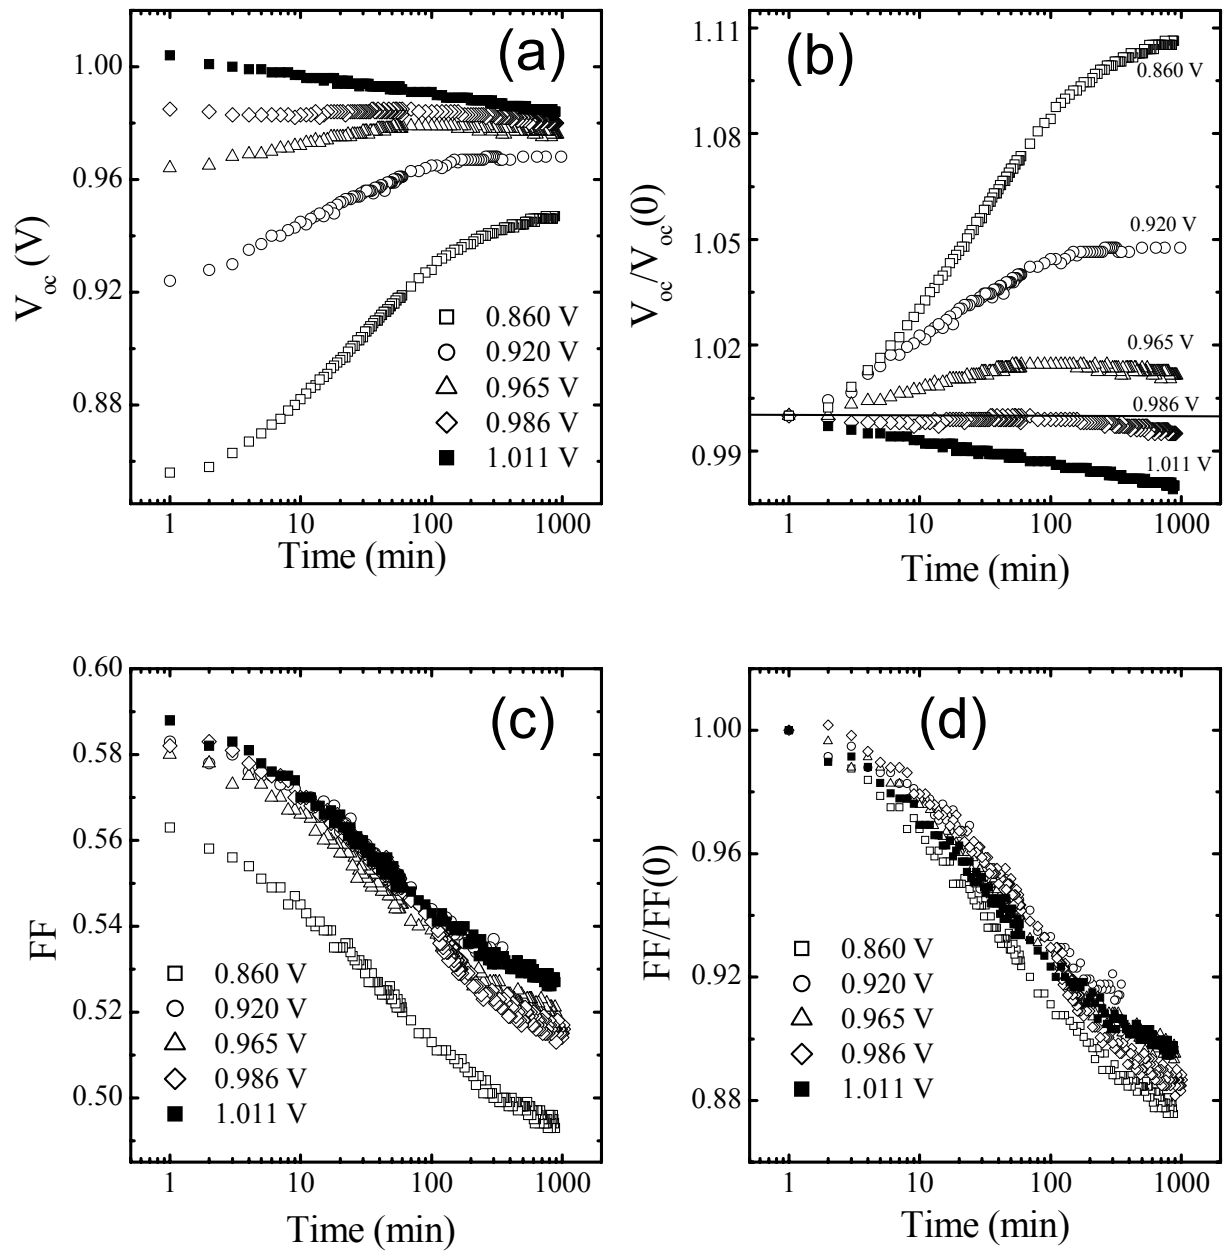 (a)
V_oc (V)
1.00
0.96
0.92
0.88
0.860 V
0.920 V
0.965 V
0.986 V
1.011 V
1 10 100 1000
Time (min)
(b)
V_oc/V_oc(0)
1.11
1.08
1.05
1.02
0.99
0.860 V
0.920 V
0.965 V
0.986 V
1.011 V
1 10 100 1000
Time (min)
(c)
FF
0.60
0.58
0.56
0.54
0.52
0.50
0.860 V
0.920 V
0.965 V
0.986 V
1.011 V
1 10 100 1000
Time (min)
(d)
FF/FF(0)
1.00
0.96
0.92
0.88
0.860 V
0.920 V
0.965 V
0.986 V
1.011 V
1 10 100 1000
Time (min)